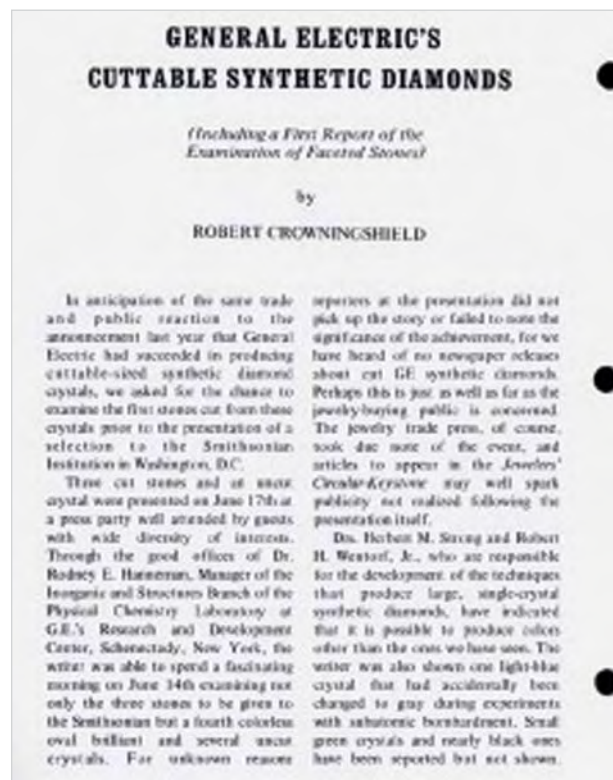 GENERAL ELECTRIC'S
CUTTABLE SYNTHETIC DIAMONDS
(Including a First Report of the
Examination of Faceted Stones)
by
ROBERT CROWNINGSHIELD
In anticipation of the same trade
and public reaction to the
announcement last year that General
Electric had succeeded in producing
cuttable-sized synthetic diamond
crystals, we asked for the chance to
examine the first stones cut from these
crystals prior to the presentation of a
selection to the Smithsonian
Institution in Washington, D.C.
Three cut stones and an uncut
crystal were presented on June 17th at
a press party well attended by guests
with wide diversity of interests.
Through the good offices of Dr.
Rodney E. Hanneman, Manager of the
Inorganic and Structures Branch of the
Physical Chemistry Laboratory at
G.E.'s Research and Development
Center, Schenectady, New York, the
writer was able to spend a fascinating
morning on June 14th examining not
only the three stones to be given to
the Smithsonian but a fourth colorless
oval brilliant and several uncut
crystals. For unknown reasons
reporters at the presentation did not
pick up the story or failed to note the
significance of the achievement, for we
have heard of no newspaper releases
about cut GE synthetic diamonds.
Perhaps this is just as well as far as the
jewelry-buying public is concerned.
The jewelry trade press, of course,
took due note of the event, and
articles to appear in the Jewelers'
Circular-Keystone may well spark
publicity not realized following the
presentation itself.
Drs. Herbert M. Strong and Robert
H. Wentorf, Jr., who are responsible
for the development of the techniques
that produce large, single-crystal
synthetic diamonds, have indicated
that it is possible to produce colors
other than the ones we have seen. The
writer was also shown one light-blue
crystal that had accidentally been
changed to gray during experiments
with subatomic bombardment. Small
green crystals and nearly black ones
have been reported but not shown.